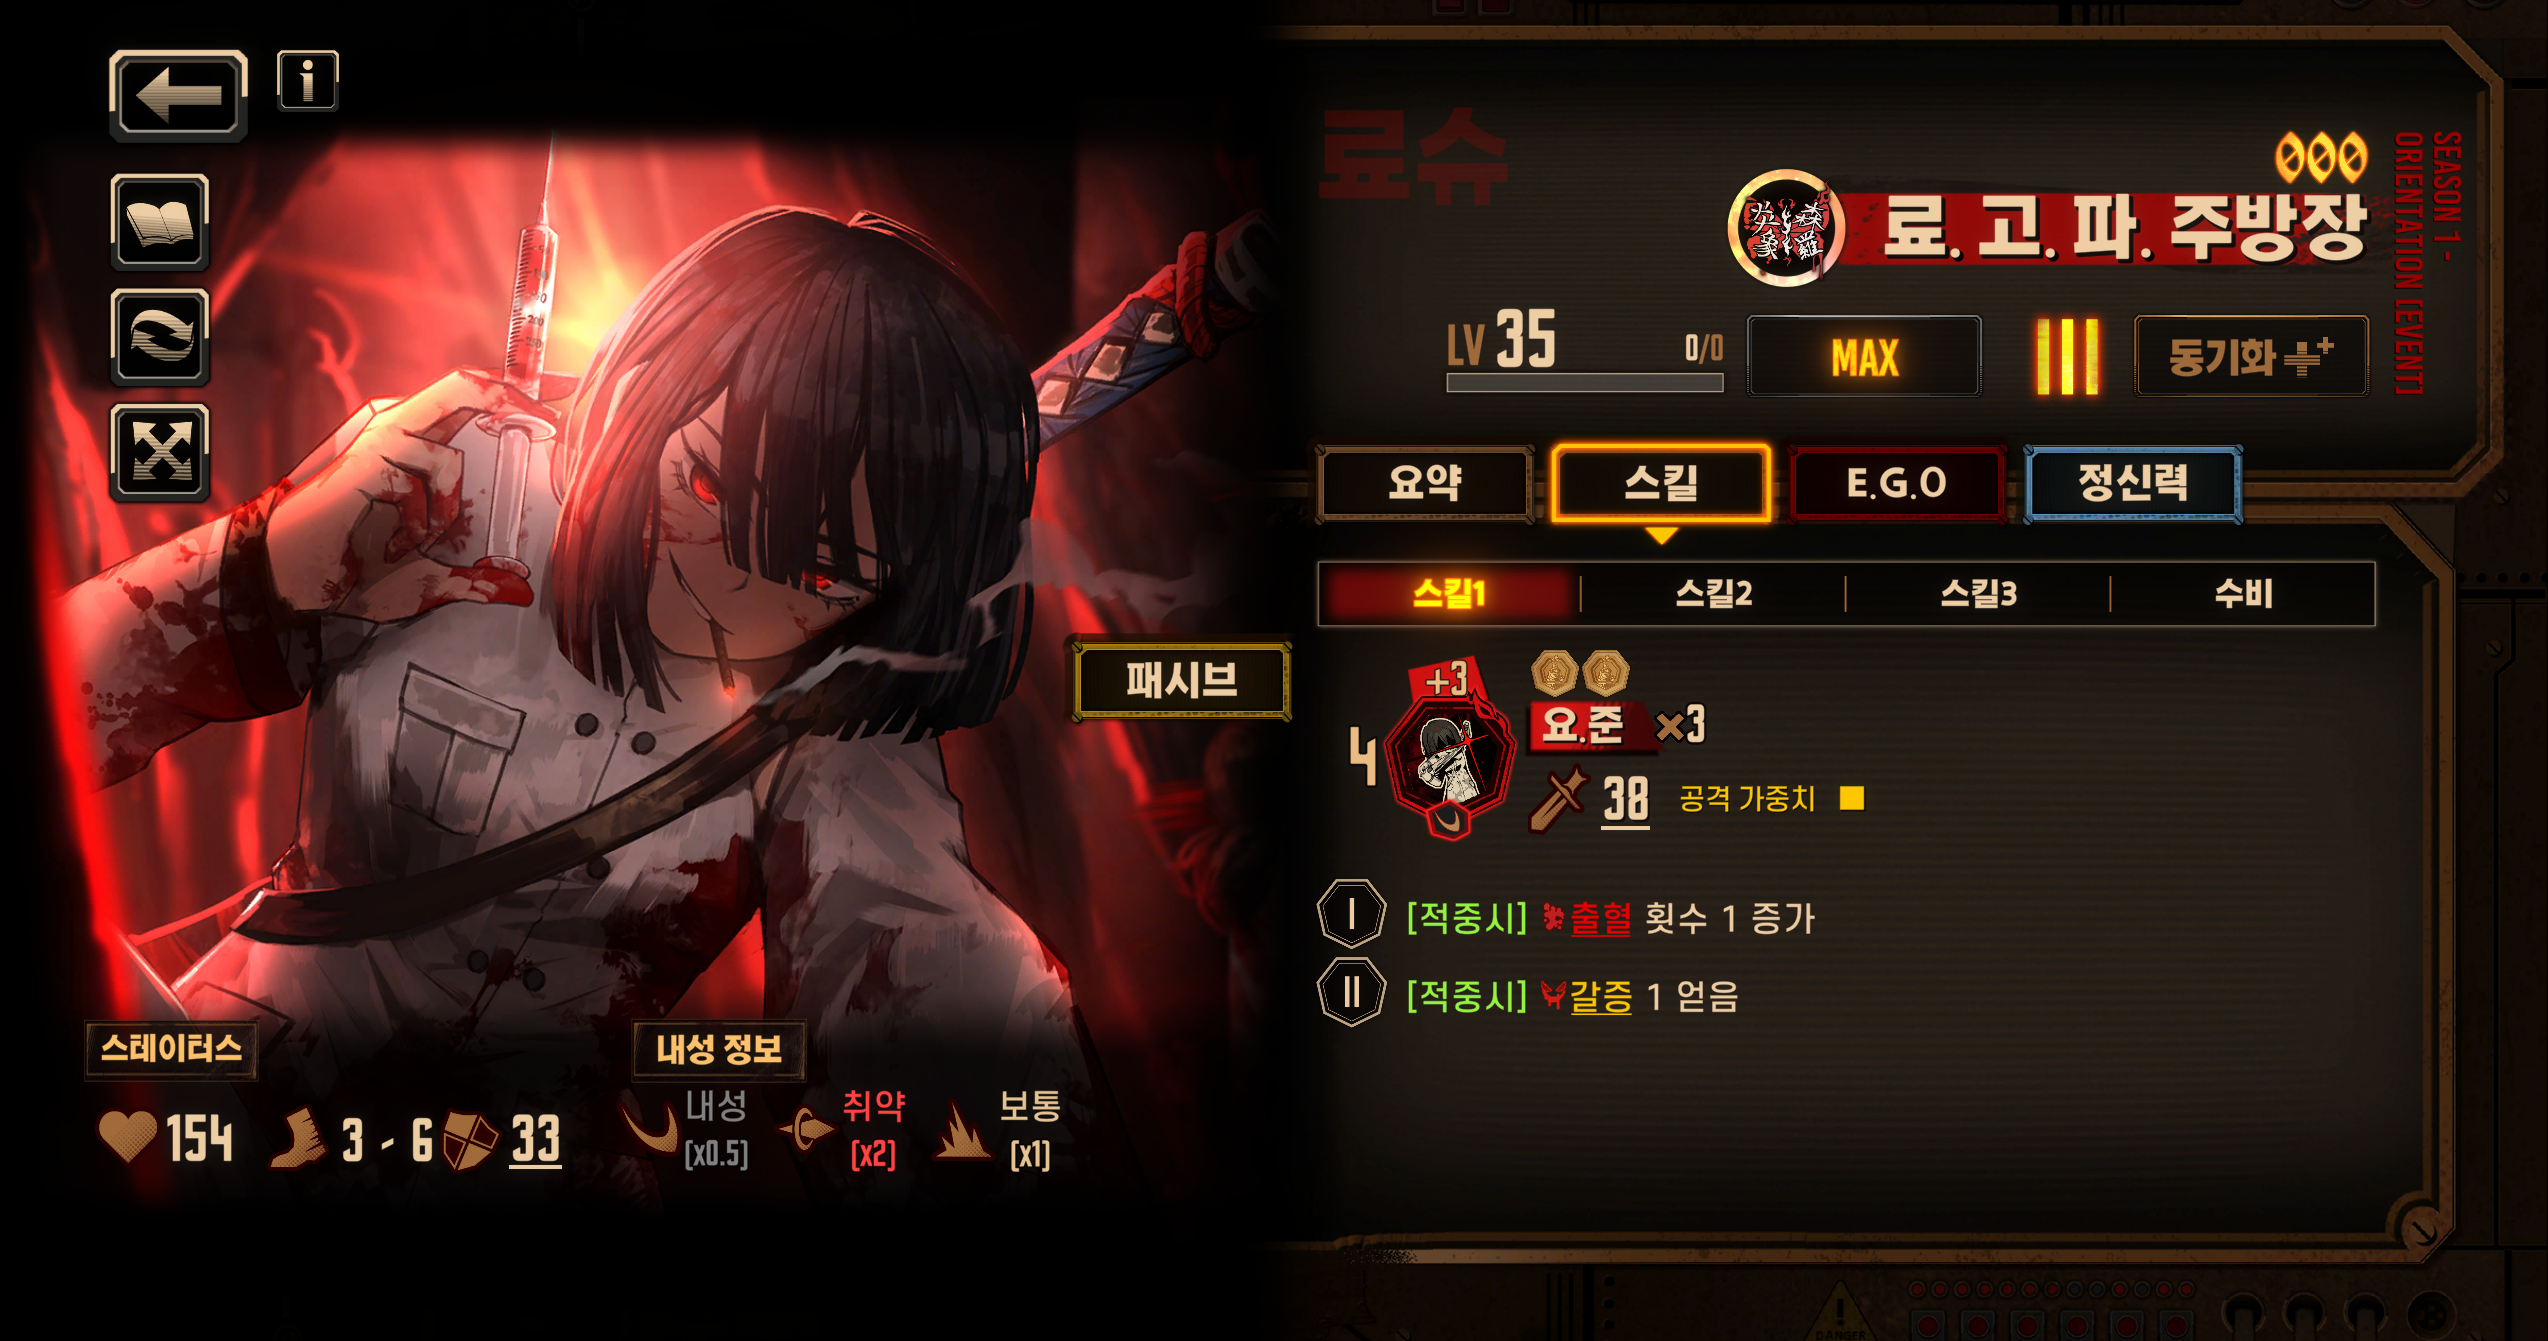 i
료슈
료. 고. 파. 주방장
SEASON 1 -
ORIENTATION [EVENT]
LV 35
0/0
MAX
동기화
요약
스킬
E.G.O
정신력
스킬1
스킬2
스킬3
수비
패시브
+3
4
요.준 ×3
38
공격 가중치
I [적중시] 출혈 횟수 1 증가
II [적중시] 갈증 1 얻음
스테이터스
154
3 - 6
33
내성 정보
내성
[x0.5]
취약
[x2]
보통
[x1]
DANGER